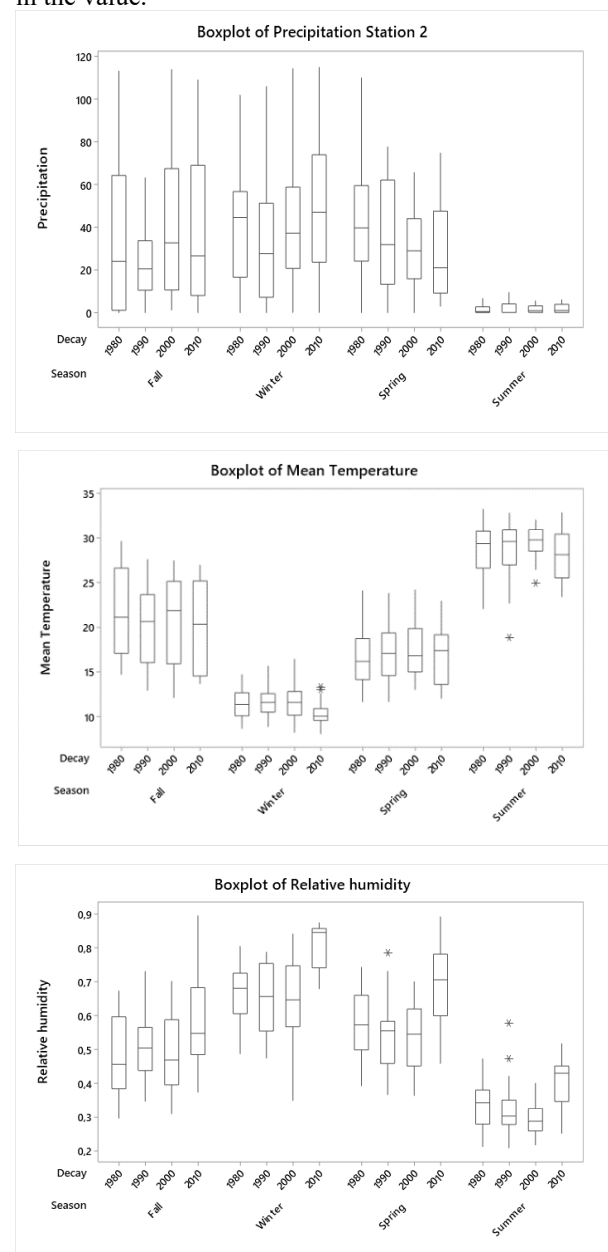 in the value.
Boxplot of Precipitation Station 2
Precipitation
120
100
80
60
40
20
0
Decay
1980 1990 2000 2010 1980 1990 2000 2010 1980 1990 2000 2010 1980 1990 2000 2010
Season
Fall Winter Spring Summer
Boxplot of Mean Temperature
Mean Temperature
35
30
25
20
15
10
Decay
1980 1990 2000 2010 1980 1990 2000 2010 1980 1990 2000 2010 1980 1990 2000 2010
Season
Fall Winter Spring Summer
Boxplot of Relative humidity
Relative humidity
0,9
0,8
0,7
0,6
0,5
0,4
0,3
0,2
Decay
1980 1990 2000 2010 1980 1990 2000 2010 1980 1990 2000 2010 1980 1990 2000 2010
Season
Fall Winter Spring Summer